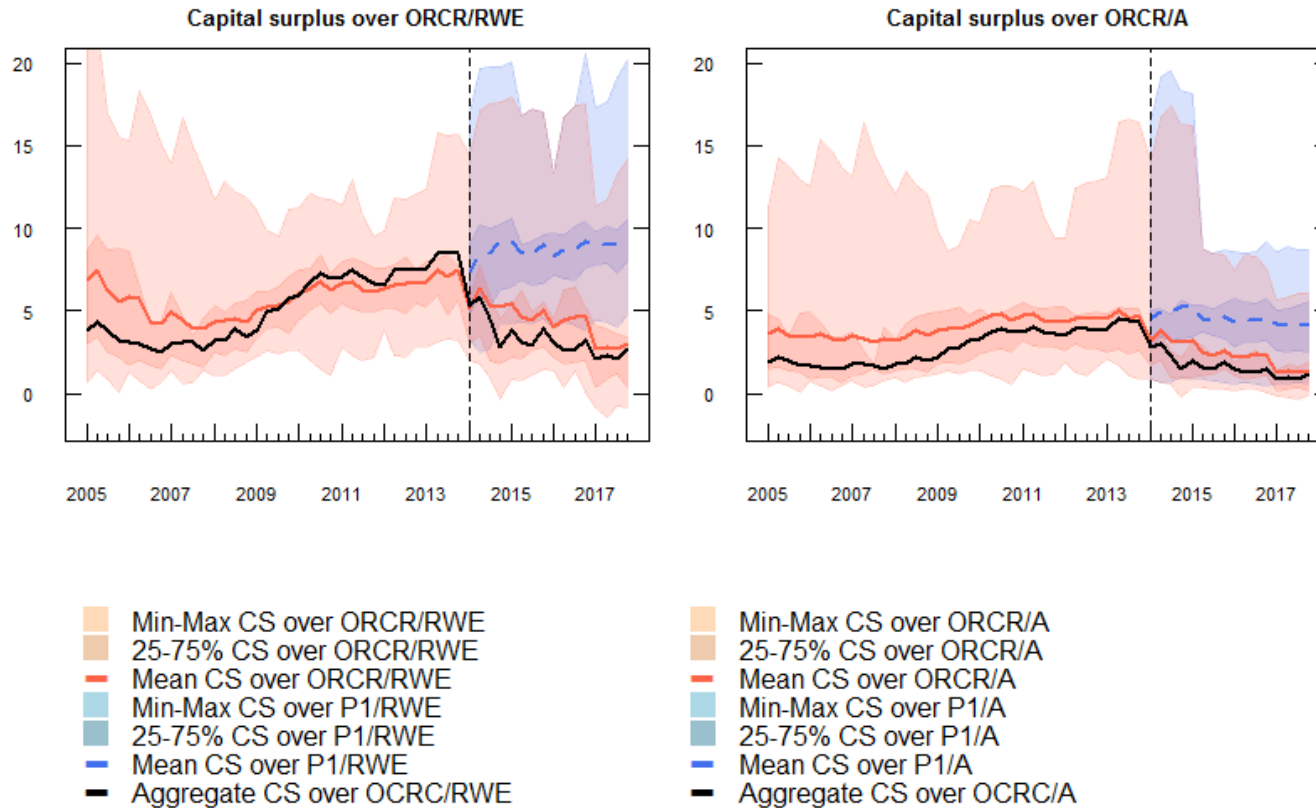 Capital surplus over ORCR/RWE
20
15
10
5
0
2005 2007 2009 2011 2013 2015 2017
Min-Max CS over ORCR/RWE
25-75% CS over ORCR/RWE
Mean CS over ORCR/RWE
Min-Max CS over P1/RWE
25-75% CS over P1/RWE
Mean CS over P1/RWE
Aggregate CS over OCRC/RWE
Capital surplus over ORCR/A
20
15
10
5
0
2005 2007 2009 2011 2013 2015 2017
Min-Max CS over ORCR/A
25-75% CS over ORCR/A
Mean CS over ORCR/A
Min-Max CS over P1/A
25-75% CS over P1/A
Mean CS over P1/A
Aggregate CS over OCRC/A